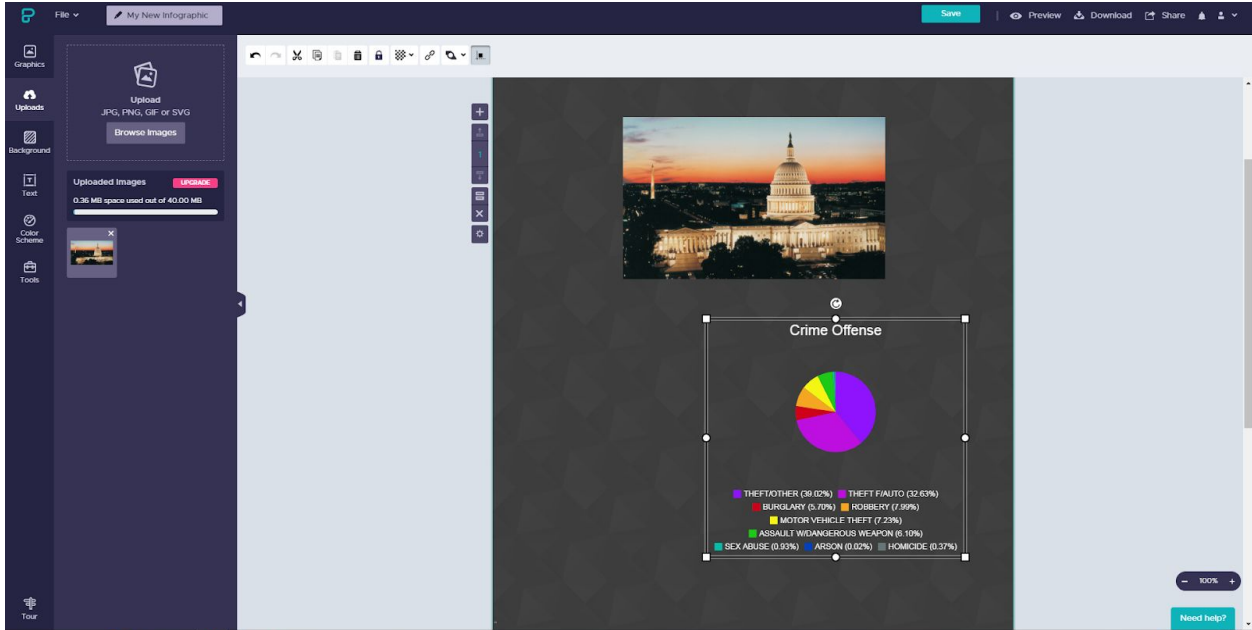 File
My New Infographic
Save
Preview
Download
Share
Graphics
Uploads
Background
Text
Color
Scheme
Tools
Tour
Upload
JPG, PNG, GIF or SVG
Browse Images
Uploaded Images
UPGRADE
0.36 MB space used out of 40.00 MB
1
Crime Offense
THEFT/OTHER (39.02%) THEFT F/AUTO (32.63%)
BURGLARY (5.70%) ROBBERY (7.99%)
MOTOR VEHICLE THEFT (7.23%)
ASSAULT W/DANGEROUS WEAPON (6.10%)
SEX ABUSE (0.93%) ARSON (0.02%) HOMICIDE (0.37%)
- 100% +
Need help?